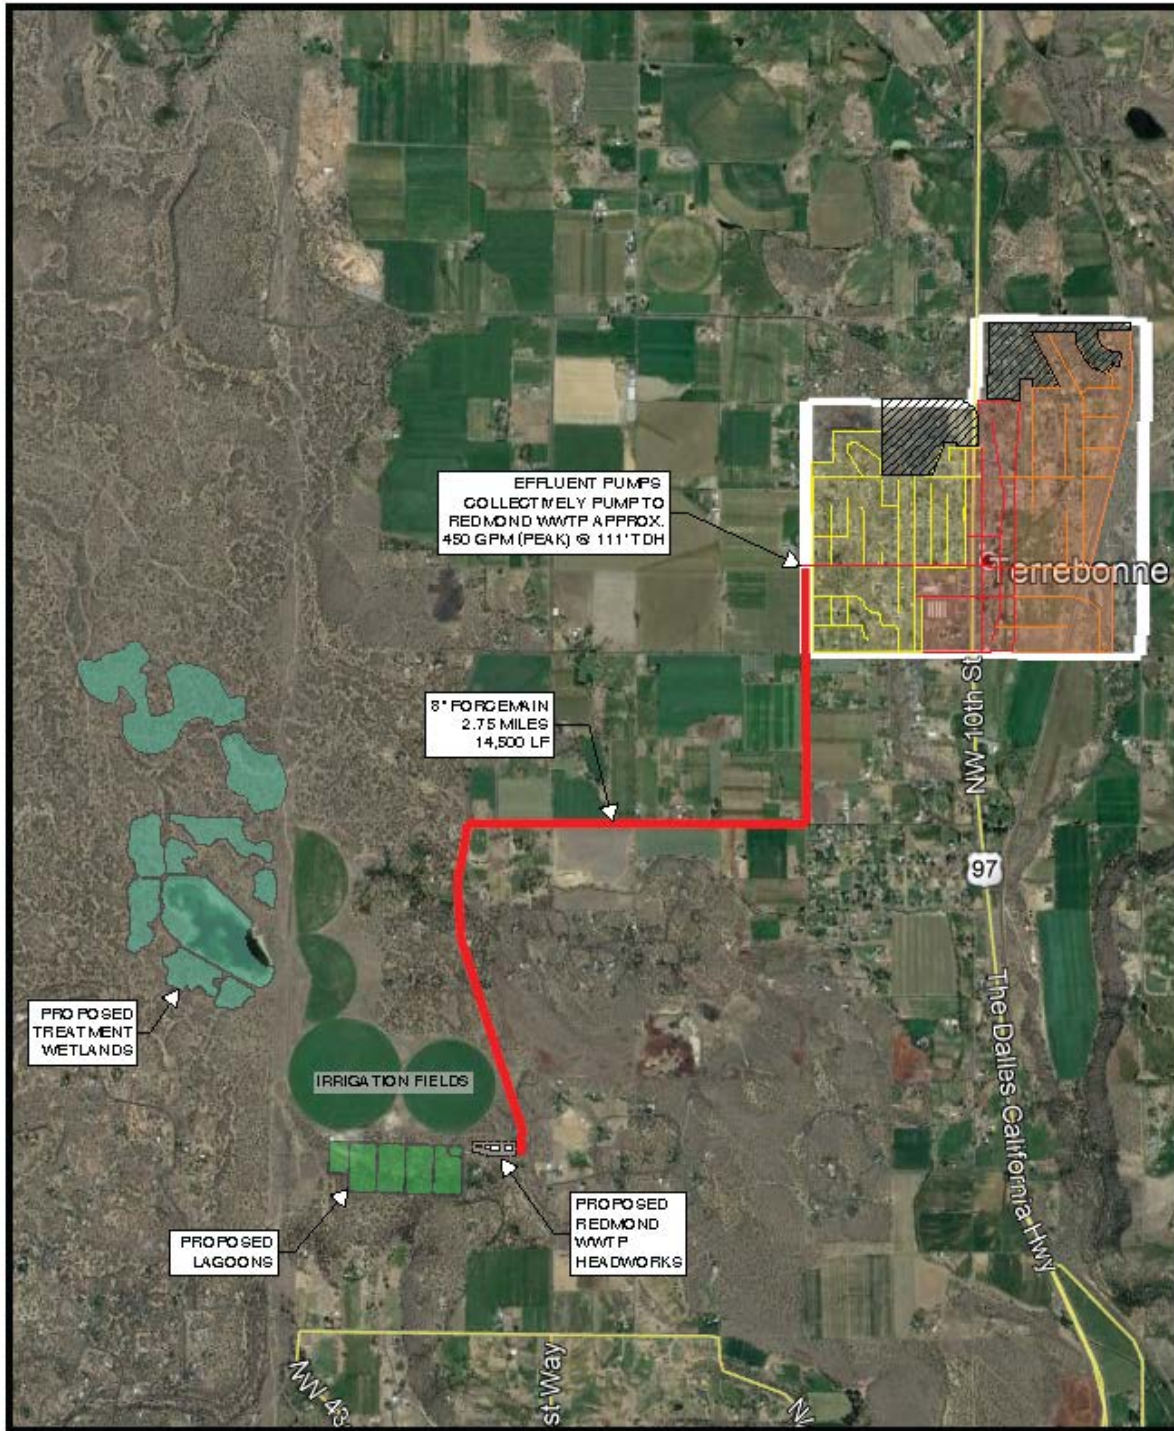 EFFLUENT PUMPS
COLLECTIVELY PUMP TO
REDMOND WWTP APPROX.
450 GPM (PEAK) @ 111' TDH
Terrebonne
NW 10th St
8" FORCEMAIN
2.75 MILES
14,500 LF
97
PROPOSED
TREATMENT
WETLANDS
The Dalles-California Hwy
IRRIGATION FIELDS
PROPOSED
LAGOONS
PROPOSED
REDMOND
WWTP
HEADWORKS
NW 43
st Way